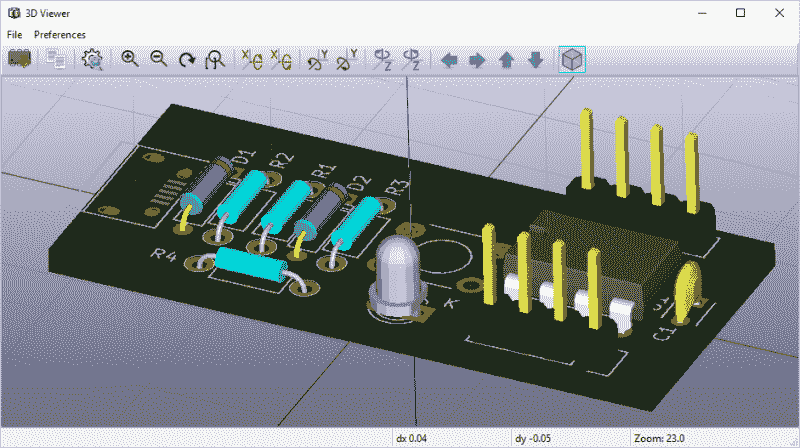 3D Viewer
File Preferences
X X Y Y Z Z
D1
R2
R1
D2
R3
R4
K
C1
dx 0.04 dy -0.05 Zoom: 23.0